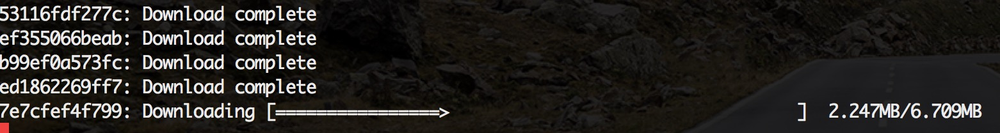 53116fdf277c: Download complete
ef355066beab: Download complete
b99ef0a573fc: Download complete
ed1862269ff7: Download complete
7e7cfef4f799: Downloading [================>                                  ]  2.247MB/6.709MB